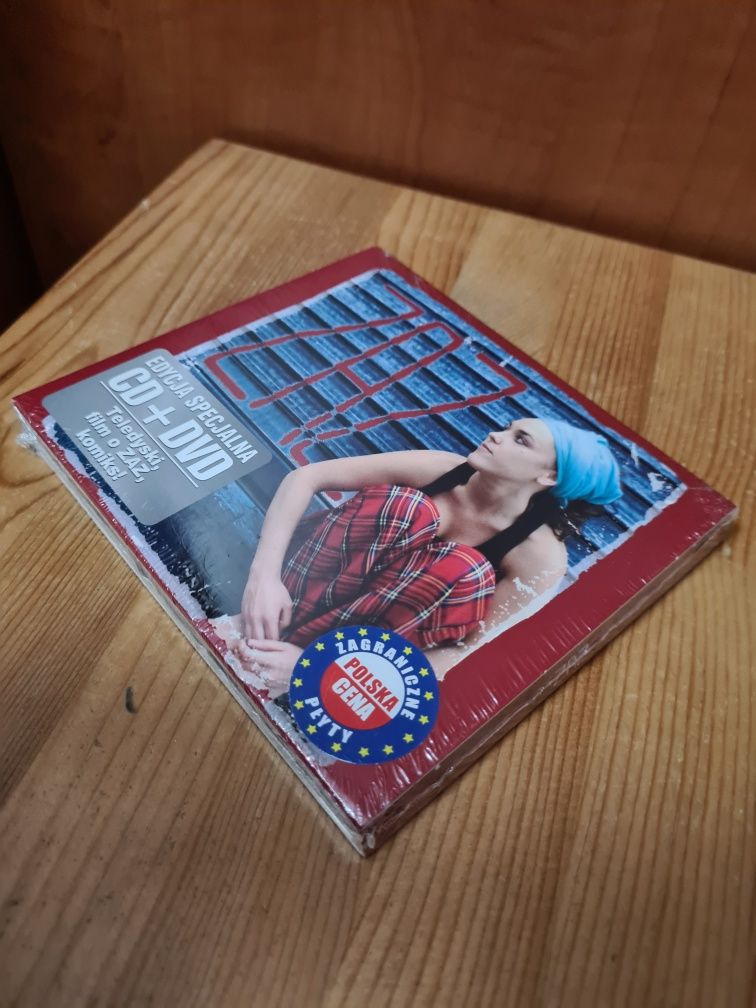 ZAZ
EDYCJA SPECJALNA
CD + DVD
Teledyski,
film o ZAZ,
komiks!
ZAGRANICZNE
POLSKA
CENA
PŁYTY